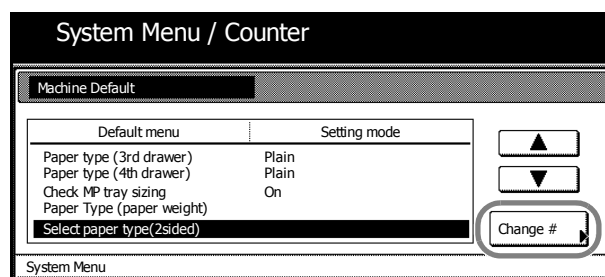 System Menu / Counter
Machine Default
Default menu Setting mode
Paper type (3rd drawer) Plain
Paper type (4th drawer) Plain
Check MP tray sizing On
Paper Type (paper weight)
Select paper type(2sided)
Change #
System Menu